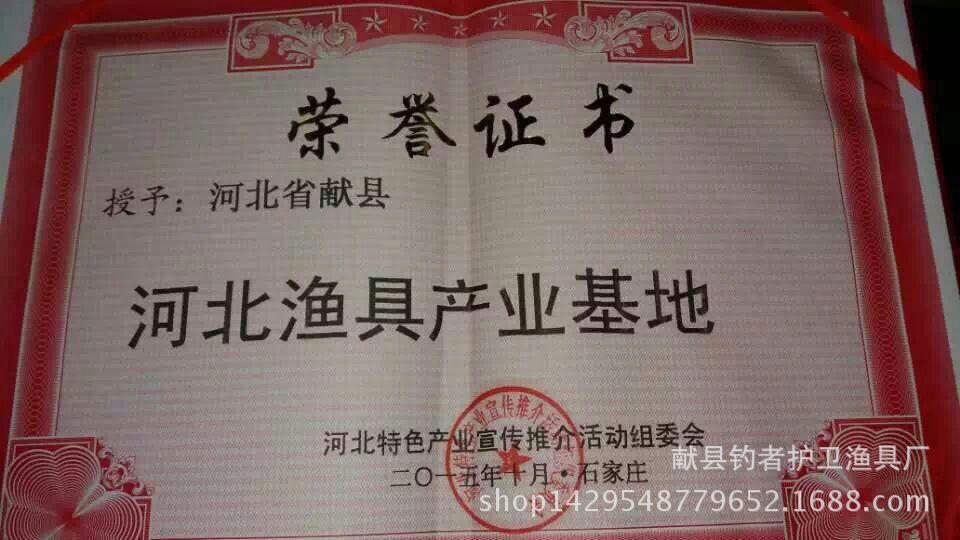 荣誉证书
授予：河北省献县
河北渔具产业基地
河北特色产业宣传推介活动组委会
二〇一五年十月·石家庄
献县钓者护卫渔具厂
shop1429548779652.1688.com